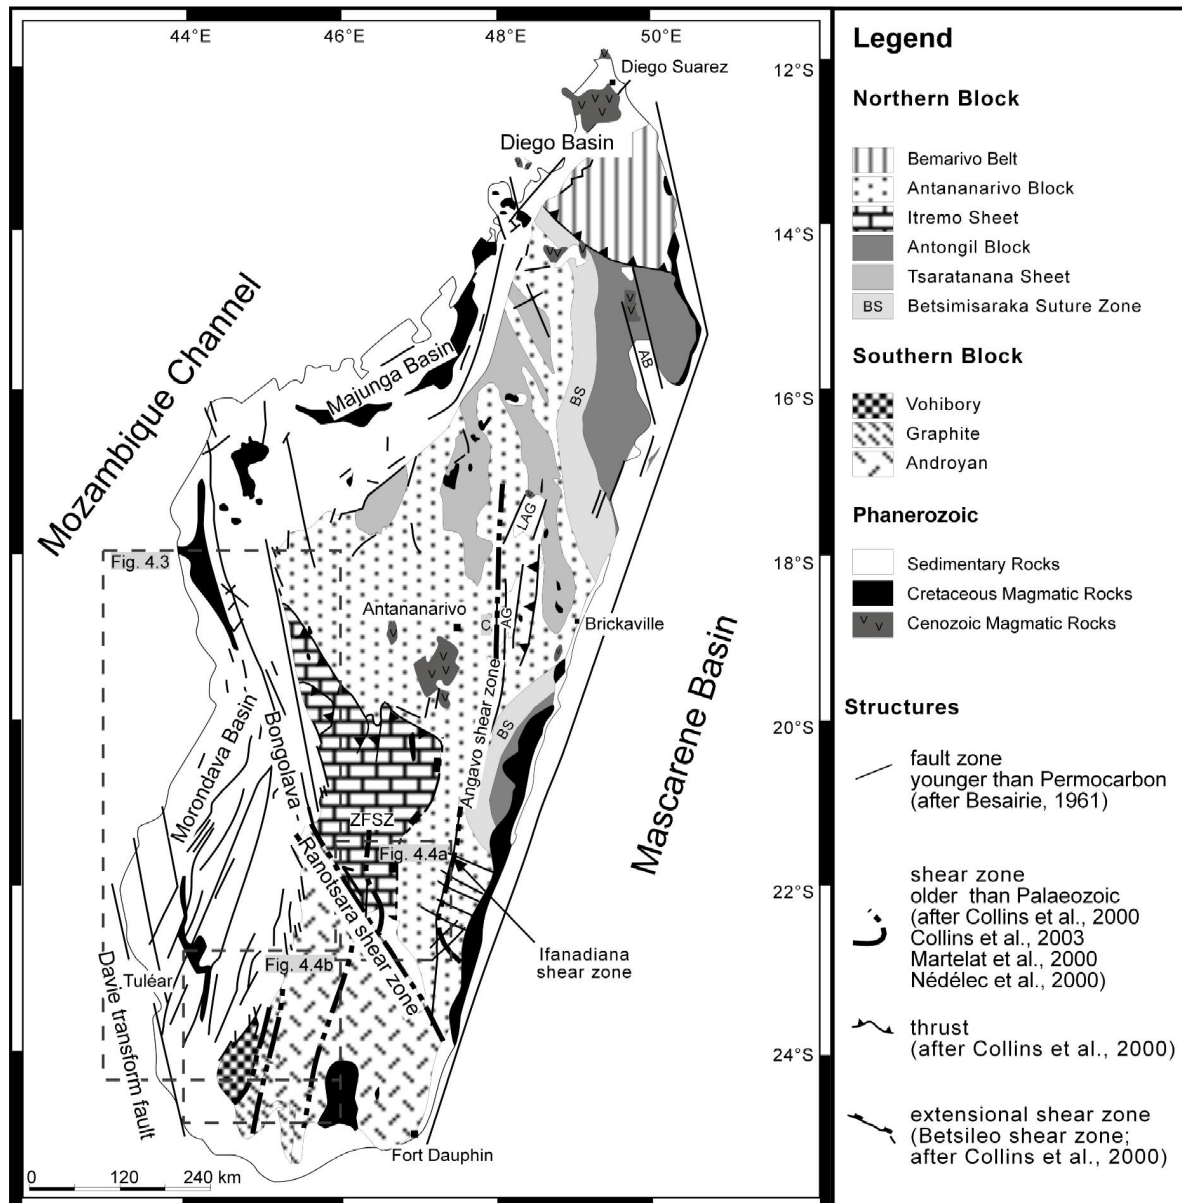 44°E
46°E
48°E
50°E
12°S
14°S
16°S
18°S
20°S
22°S
24°S
Diego Suarez
Diego Basin
Mozambique Channel
Majunga Basin
BS
AB
LAG
Fig. 4.3
Antananarivo
C
AG
Brickaville
Angavo shear zone
Mascarene Basin
Morondava Basin
Bongolava
BS
ZFSZ
Fig. 4.4a
Ranotsara shear zone
Ifanadiana
shear zone
Fig. 4.4b
Tuléar
Davie transform fault
Fort Dauphin
0 120 240 km
Legend
Northern Block
Bemarivo Belt
Antananarivo Block
Itremo Sheet
Antongil Block
Tsaratanana Sheet
BS Betsimisaraka Suture Zone
Southern Block
Vohibory
Graphite
Androyan
Phanerozoic
Sedimentary Rocks
Cretaceous Magmatic Rocks
Cenozoic Magmatic Rocks
Structures
fault zone
younger than Permocarbon
(after Besairie, 1961)
shear zone
older than Palaeozoic
(after Collins et al., 2000
Collins et al., 2003
Martelat et al., 2000
Nédélec et al., 2000)
thrust
(after Collins et al., 2000)
extensional shear zone
(Betsileo shear zone;
after Collins et al., 2000)